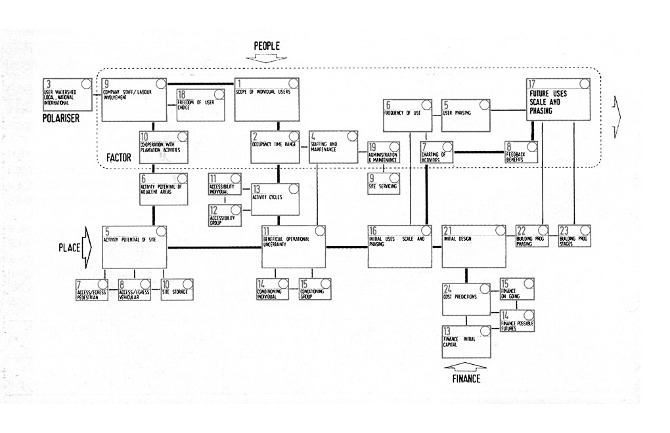 PEOPLE
3
USER WATERSHED
LOCAL, NATIONAL
INTERNATIONAL
POLARISER
9
COMPANY STAFF/LABOUR
INVOLVEMENT
18
FREEDOM OF USER
CHOICE
1
SCOPE OF INDIVIDUAL USERS
17
FUTURE USES
SCALE AND
PHASING
6
FREQUENCY OF USE
5
USER PHASING
10
COOPERATION WITH
PLANTATION ACTIVITIES
FACTOR
2
OCCUPANCY TIME RANGE
4
STAFFING AND
MAINTENANCE
19
ADMINISTRATION
& MAINTENANCE
7
CHARTING OF
ACTIVITIES
8
FEEDBACK
BENEFITS
6
ACTIVITY POTENTIAL OF
ADJACENT AREAS
11
ACCESSIBILITY
INDIVIDUAL
13
ACTIVITY CYCLES
9
SITE SERVICING
12
ACCESSIBILITY
GROUP
PLACE
5
ACTIVITY POTENTIAL OF SITE
11
BENEFICIAL OPERATIONAL
UNCERTAINTY
16
INITIAL USES SCALE AND
PHASING
21
INITIAL DESIGN
22
BUILDING PROG
PHASING
23
BUILDING PROG
STAGES
7
ACCESS/EGRESS
PEDESTRIAN
8
ACCESS/EGRESS
VEHICULAR
10
SITE STORAGE
14
CONDITIONING
INDIVIDUAL
15
CONDITIONING
GROUP
24
COST PREDICTIONS
15
FINANCE
ON GOING
14
FINANCE POSSIBLE
FUTURES
13
FINANCE INITIAL
CAPITAL
FINANCE